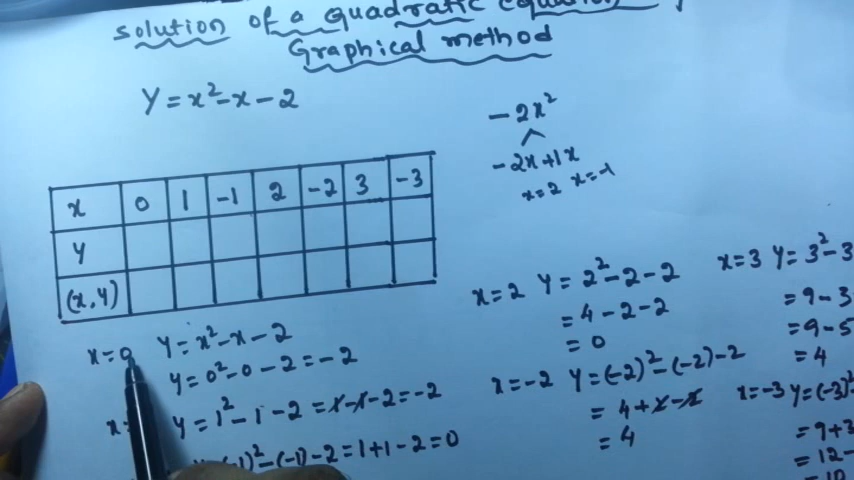 solution of a quadratic equation
Graphical method
Y = x² - x - 2
- 2x²
- 2x + 1x
x = 2 x = -1
x 0 1 -1 2 -2 3 -3
Y
(x, Y)
x = 0 Y = x² - x - 2
Y = 0² - 0 - 2 = - 2
x = Y = 1² - 1 - 2 = x - x - 2 = - 2
1)² - (-1) - 2 = 1 + 1 - 2 = 0
x = 2 Y = 2² - 2 - 2
= 4 - 2 - 2
= 0
x = -2 Y = (-2)² - (-2) - 2
= 4 + 2 - 2
= 4
x = 3 Y = 3² - 3
= 9 - 3
= 9 - 5
= 4
x = -3 Y = (-3)²
= 9 + 3
= 12 -
= 10